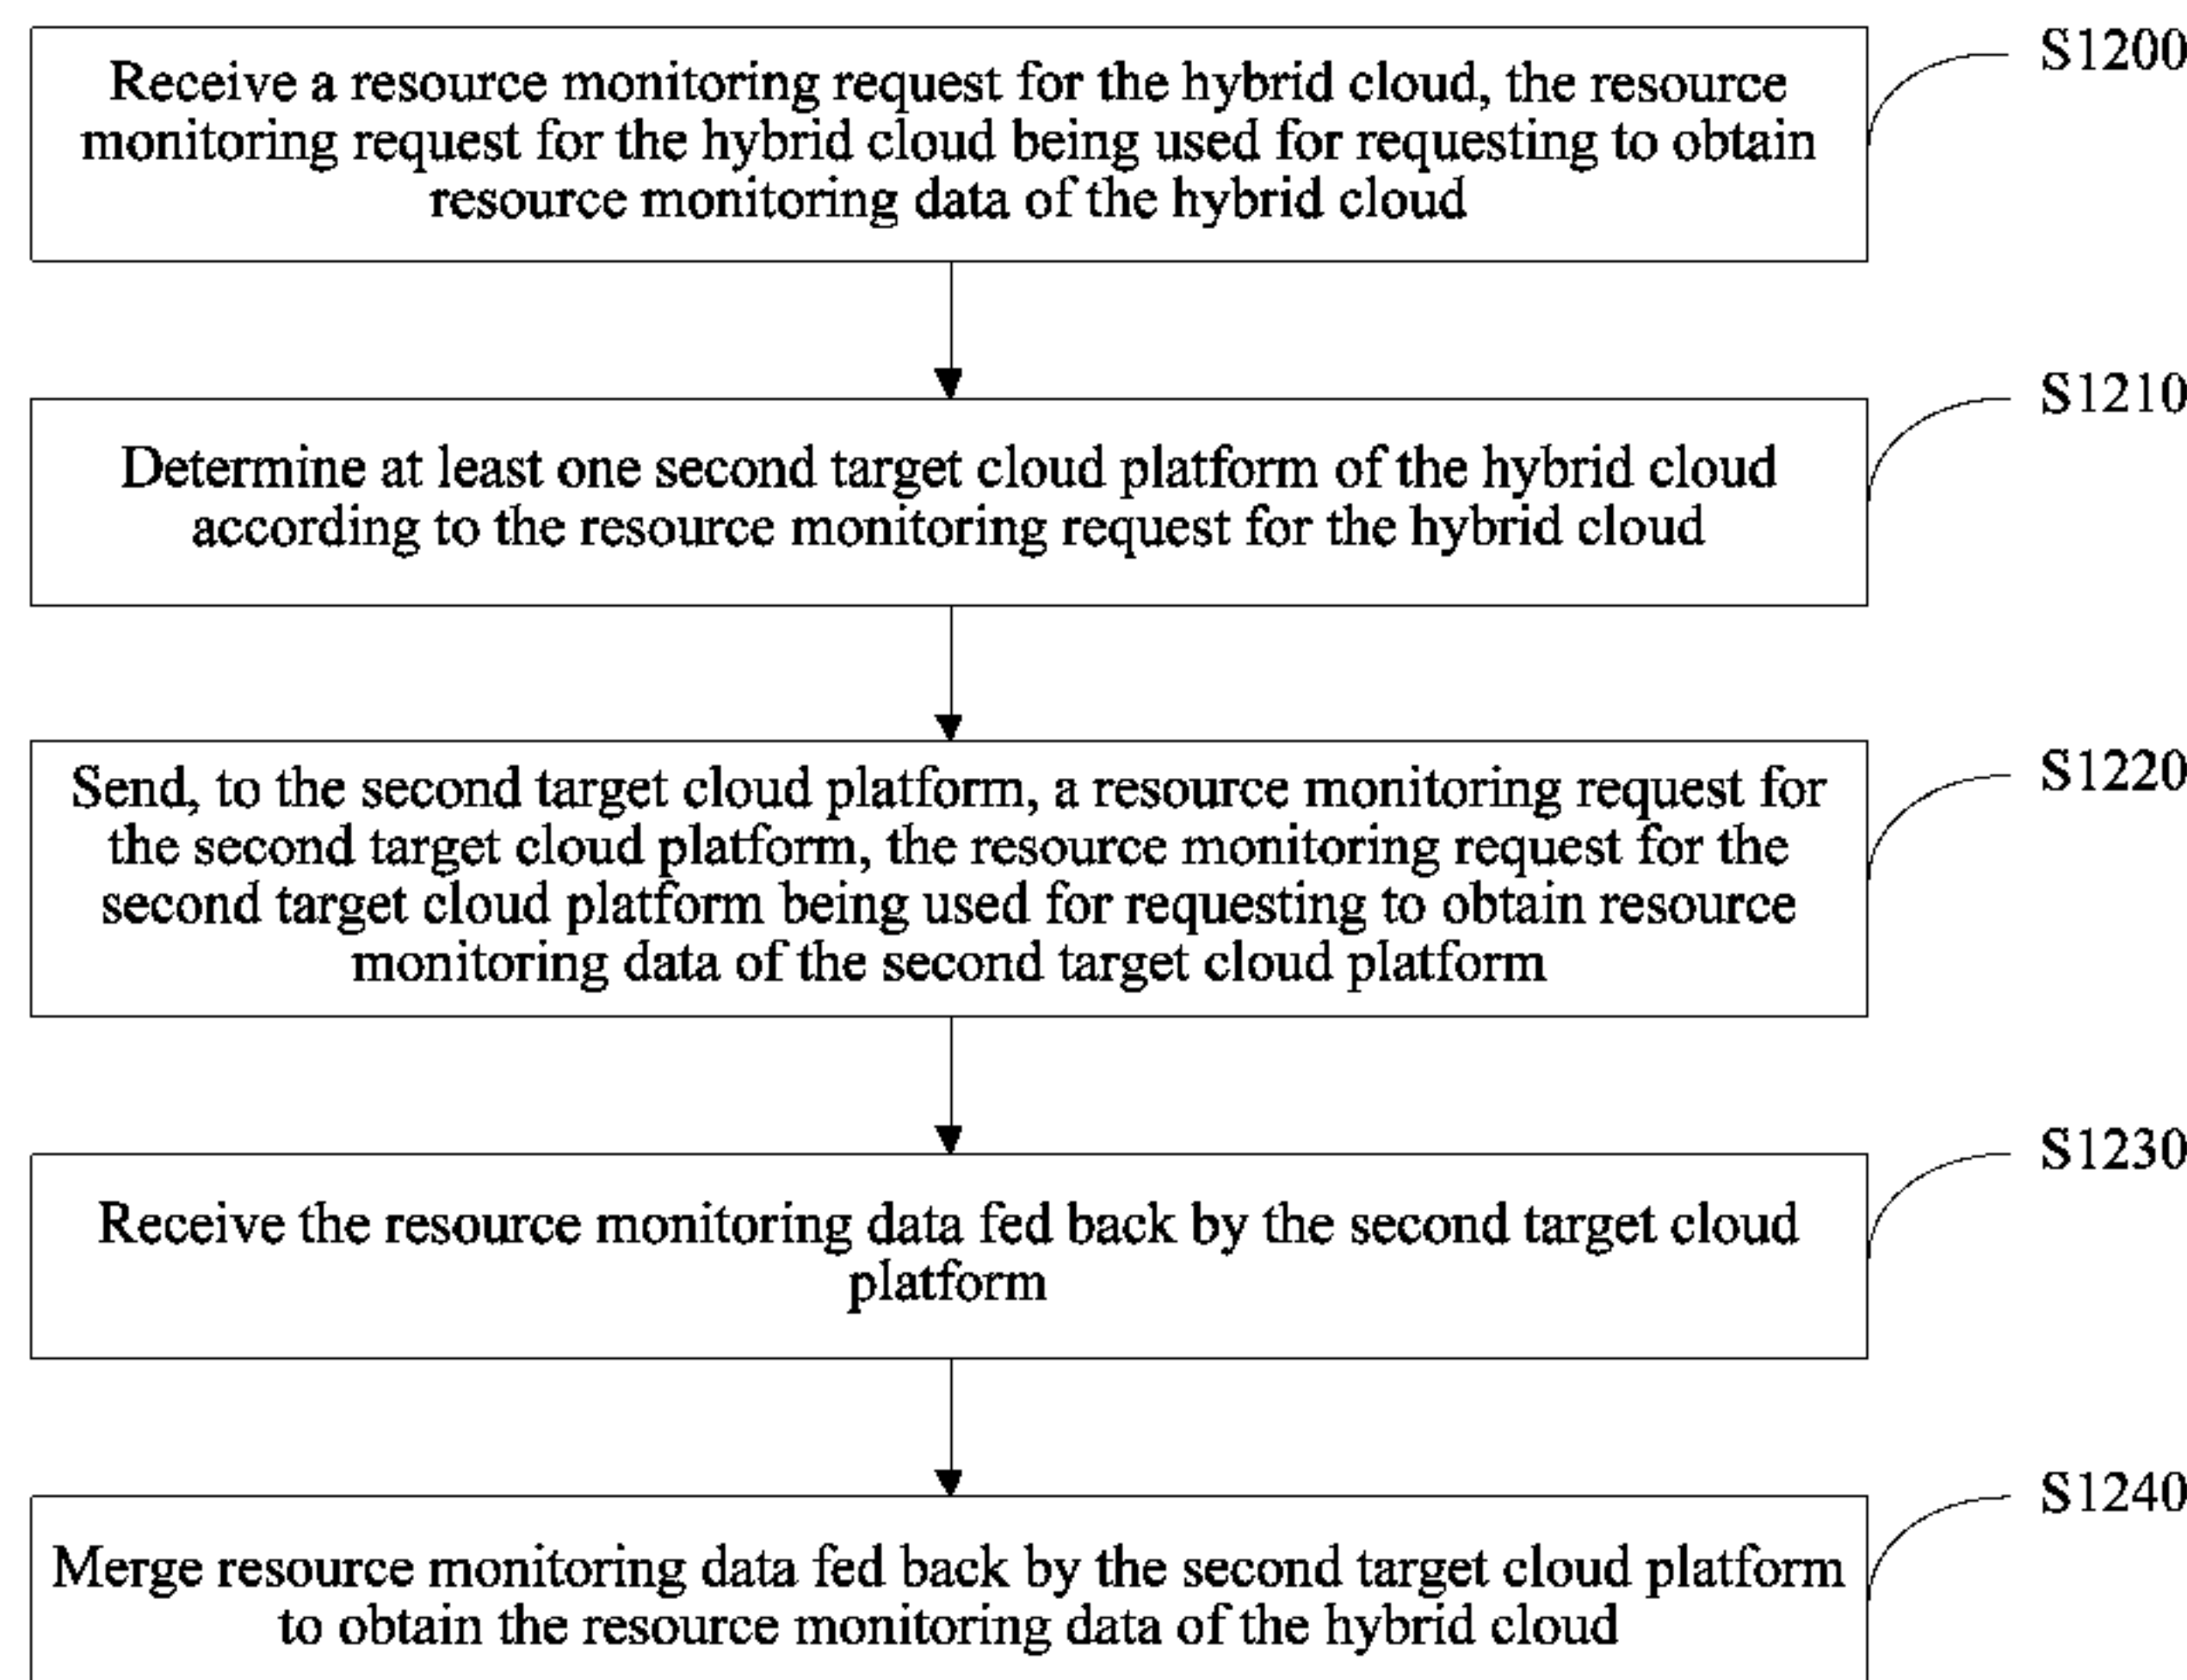 S1200
Receive a resource monitoring request for the hybrid cloud, the resource
monitoring request for the hybrid cloud being used for requesting to obtain
resource monitoring data of the hybrid cloud
S1210
Determine at least one second target cloud platform of the hybrid cloud
according to the resource monitoring request for the hybrid cloud
S1220
Send, to the second target cloud platform, a resource monitoring request for
the second target cloud platform, the resource monitoring request for the
second target cloud platform being used for requesting to obtain resource
monitoring data of the second target cloud platform
S1230
Receive the resource monitoring data fed back by the second target cloud
platform
S1240
Merge resource monitoring data fed back by the second target cloud platform
to obtain the resource monitoring data of the hybrid cloud